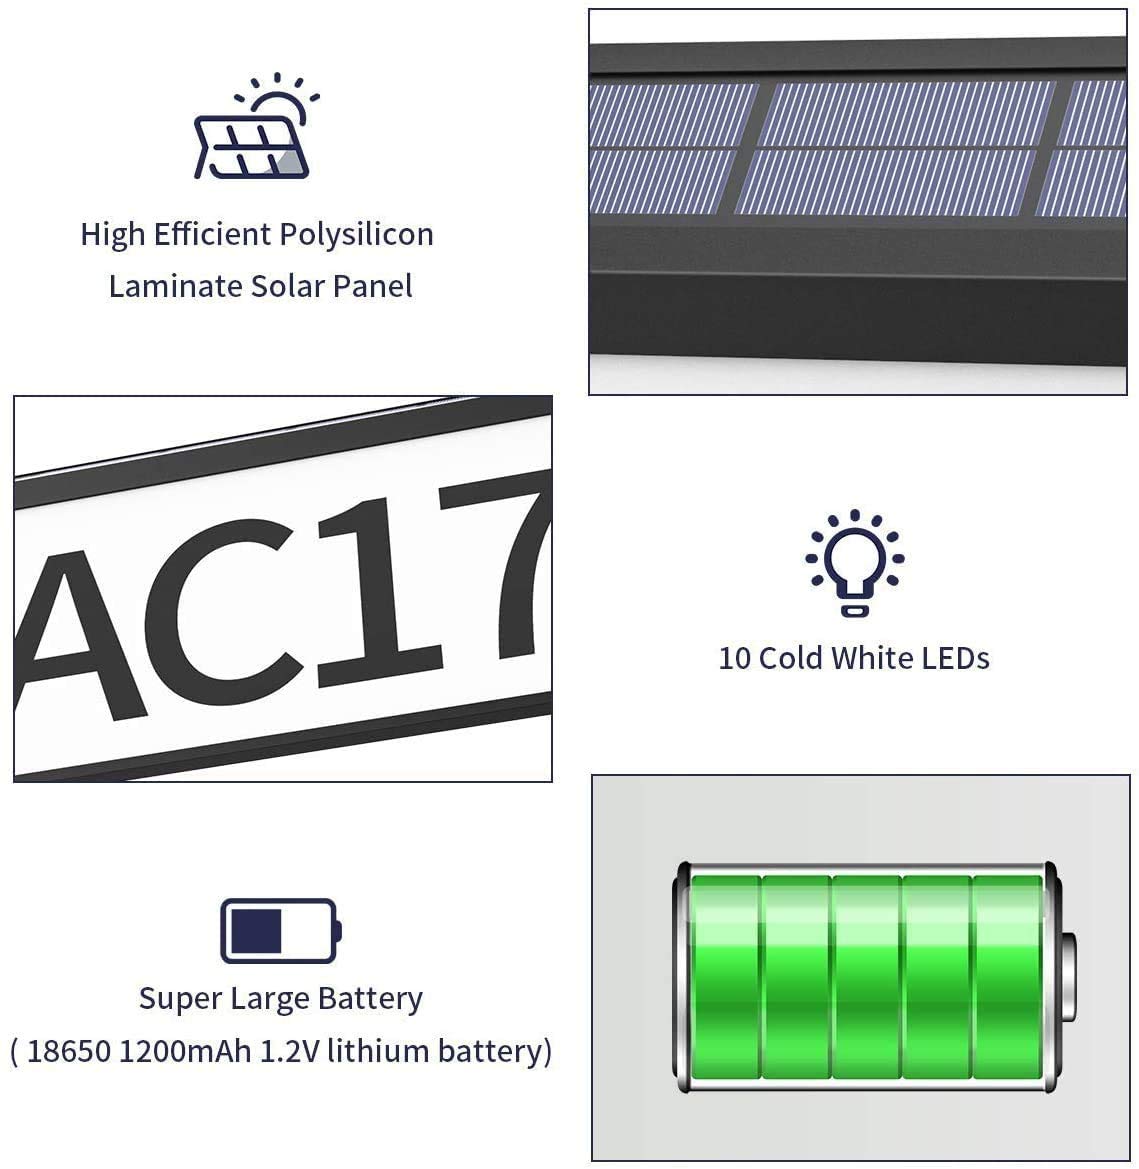 High Efficient Polysilicon
Laminate Solar Panel
AC17
10 Cold White LEDs
Super Large Battery
( 18650 1200mAh 1.2V lithium battery)